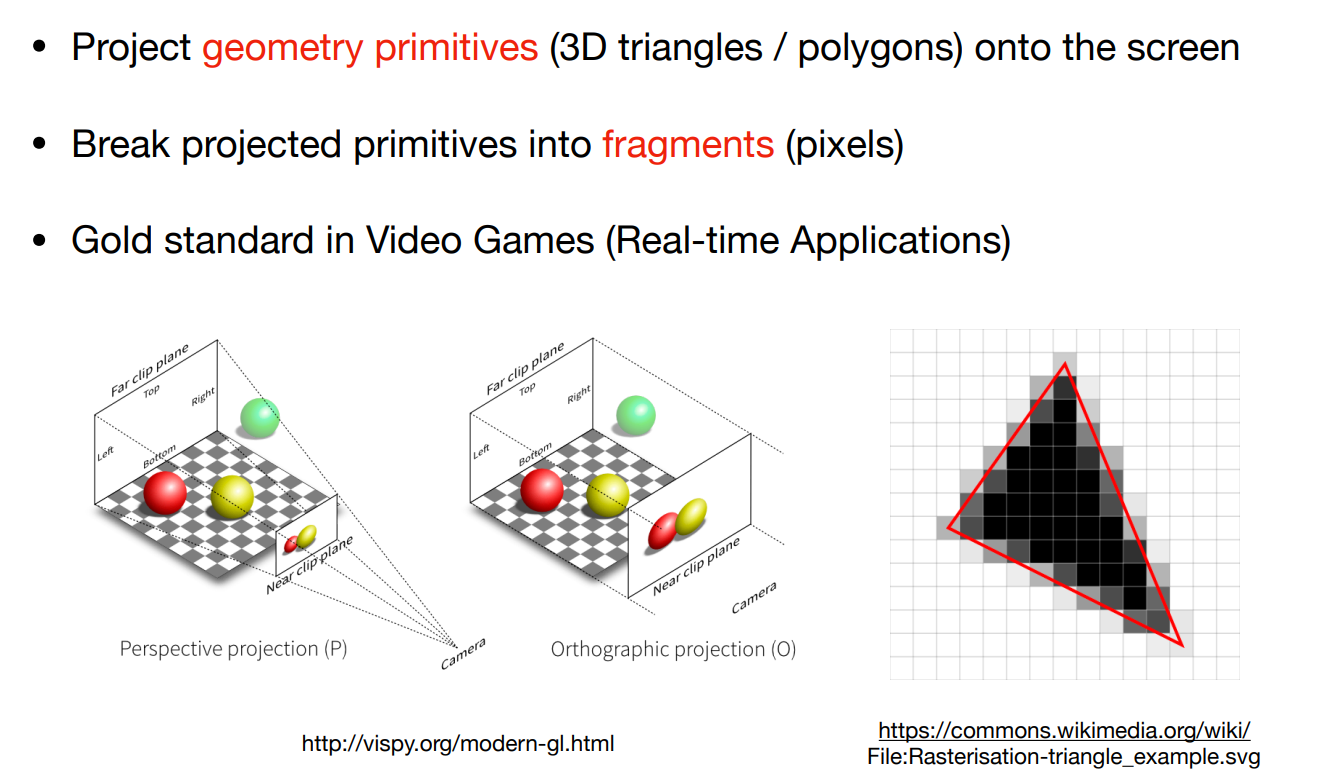 • Project geometry primitives (3D triangles / polygons) onto the screen
• Break projected primitives into fragments (pixels)
• Gold standard in Video Games (Real-time Applications)
Far clip plane
Top
Right
Left
Bottom
Near clip plane
Camera
Perspective projection (P)
Far clip plane
Top
Right
Left
Bottom
Near clip plane
Camera
Orthographic projection (O)
http://vispy.org/modern-gl.html
https://commons.wikimedia.org/wiki/
File:Rasterisation-triangle_example.svg